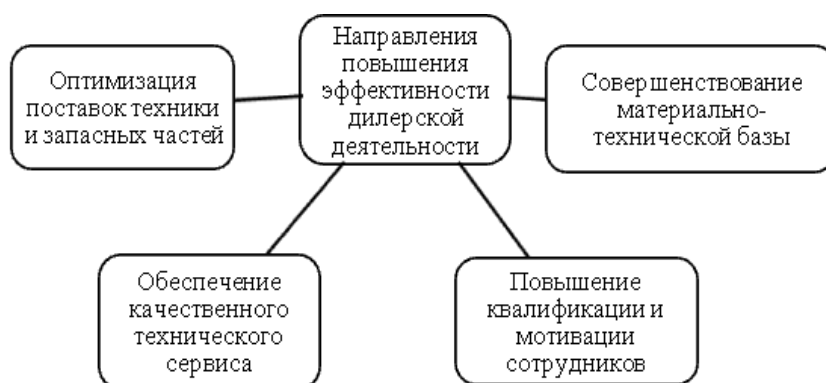 Направления
повышения
эффективности
дилерской
деятельности
Оптимизация
поставок техники
и запасных частей
Совершенствование
материально-
технической базы
Обеспечение
качественного
технического
сервиса
Повышение
квалификации и
мотивации
сотрудников